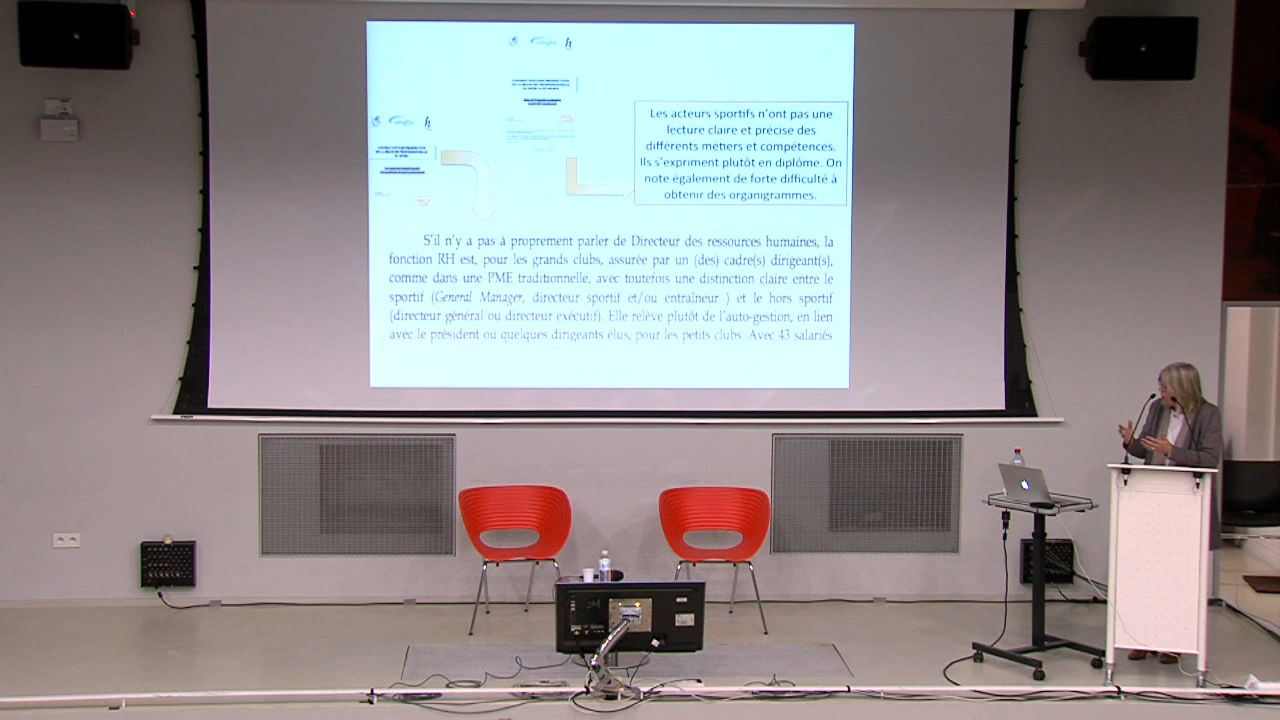 Les acteurs sportifs n'ont pas une
lecture claire et précise des
différents métiers et compétences.
Ils s'expriment plutôt en diplôme. On
note également de forte difficulté à
obtenir des organigrammes.
S'il n'y a pas à proprement parler de Directeur des ressources humaines, la
fonction RH est, pour les grands clubs, assurée par un (des) cadre(s) dirigeant(s),
comme dans une PME traditionnelle, avec toutefois une distinction claire entre le
sportif (General Manager, directeur sportif et/ou entraîneur ) et le hors sportif
(directeur général ou directeur exécutif). Elle relève plutôt de l'auto-gestion, en lien
avec le président ou quelques dirigeants élus, pour les petits clubs. Avec 43 salariés